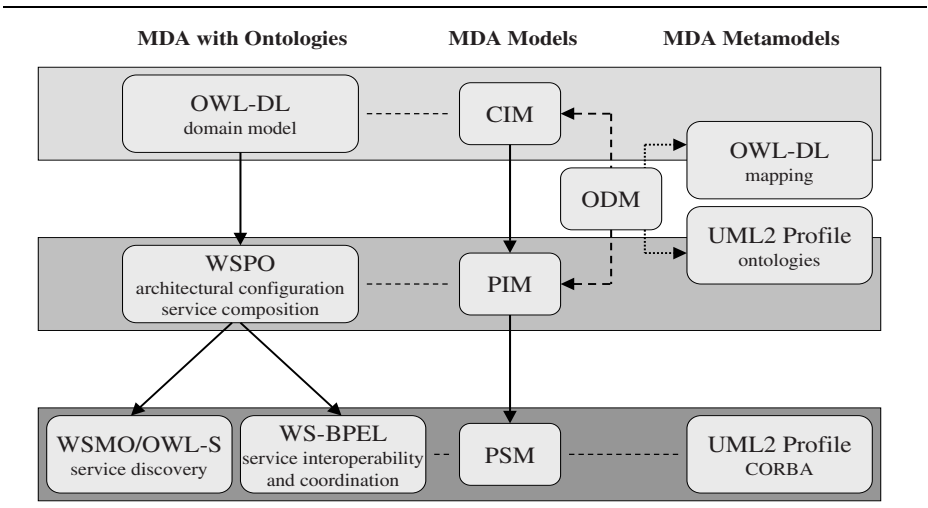 MDA with Ontologies
MDA Models
MDA Metamodels
OWL-DL
domain model
CIM
OWL-DL
mapping
ODM
UML2 Profile
ontologies
WSPO
architectural configuration
service composition
PIM
WSMO/OWL-S
service discovery
WS-BPEL
service interoperability
and coordination
PSM
UML2 Profile
CORBA